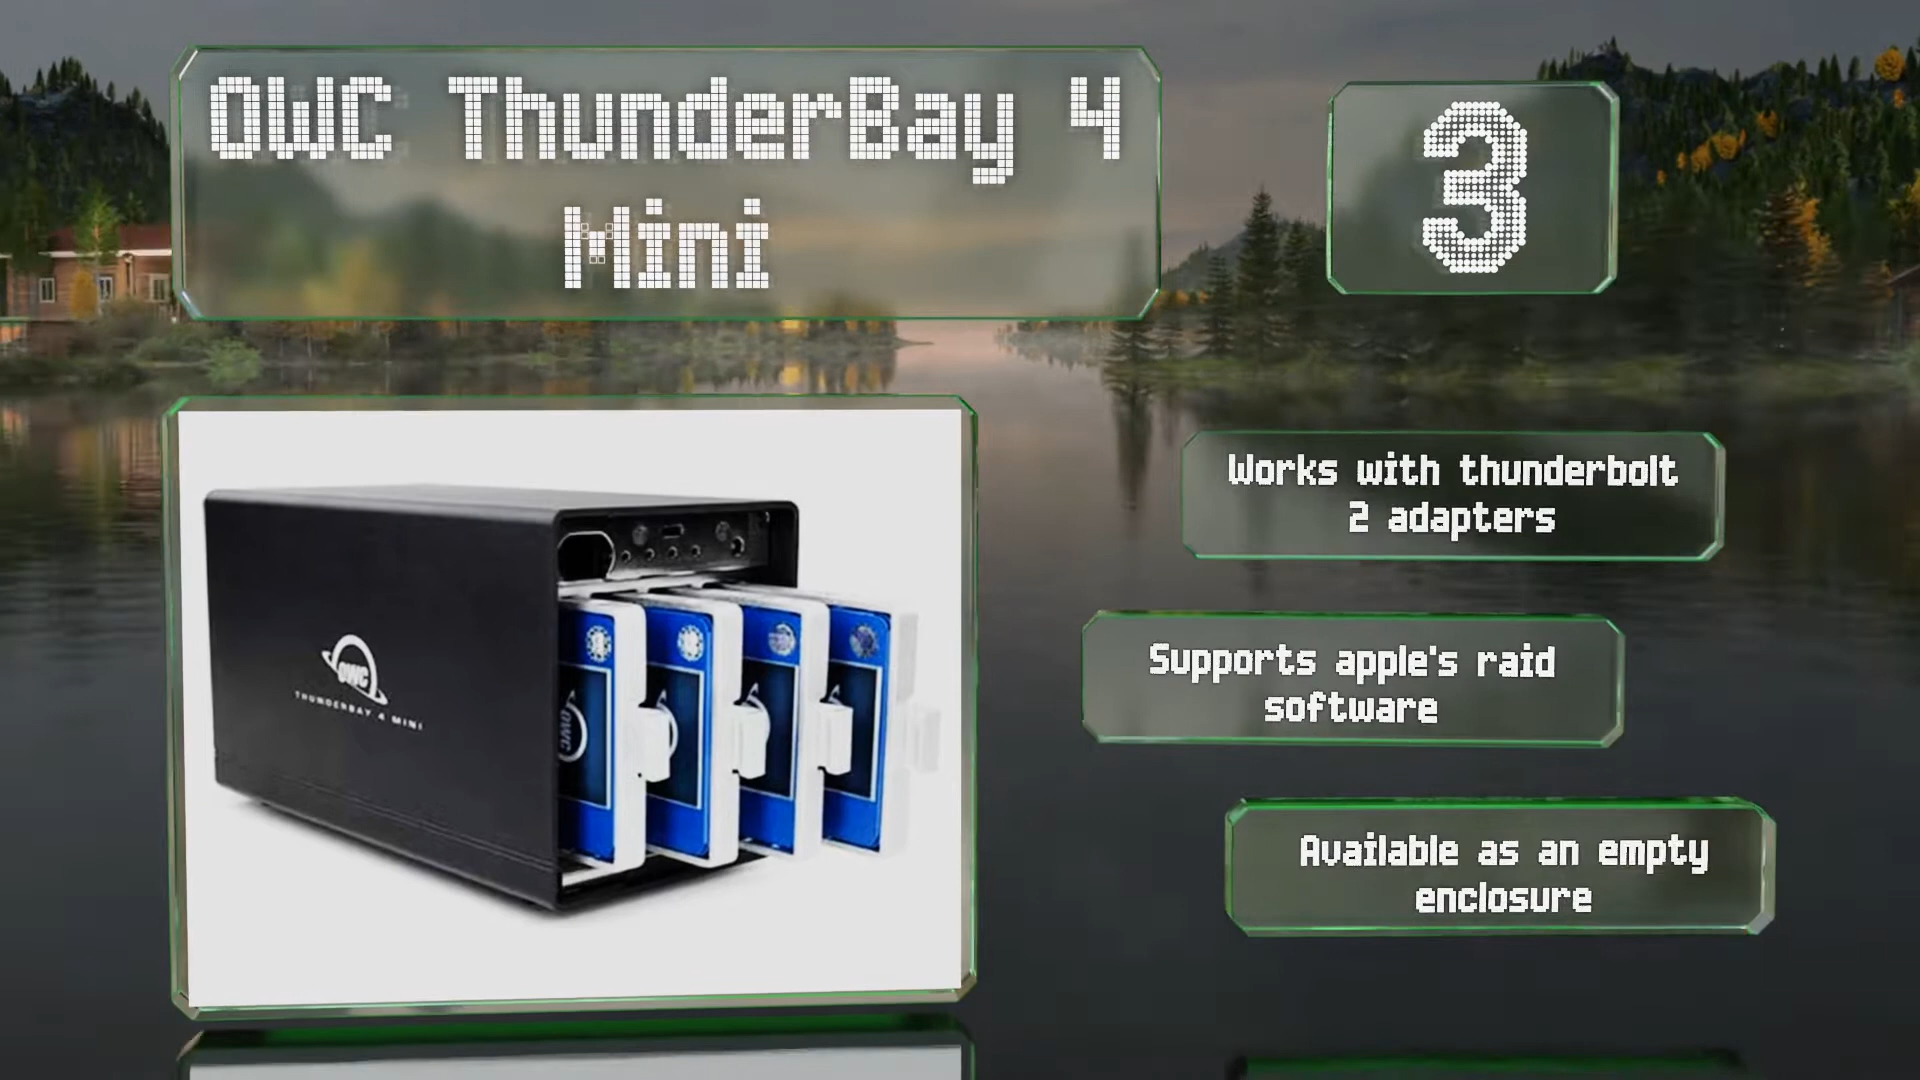 OWC ThunderBay 4
Mini
3
Works with thunderbolt
2 adapters
Supports apple's raid
software
Available as an empty
enclosure
OWC
THUNDERBAY 4 MINI
OWC